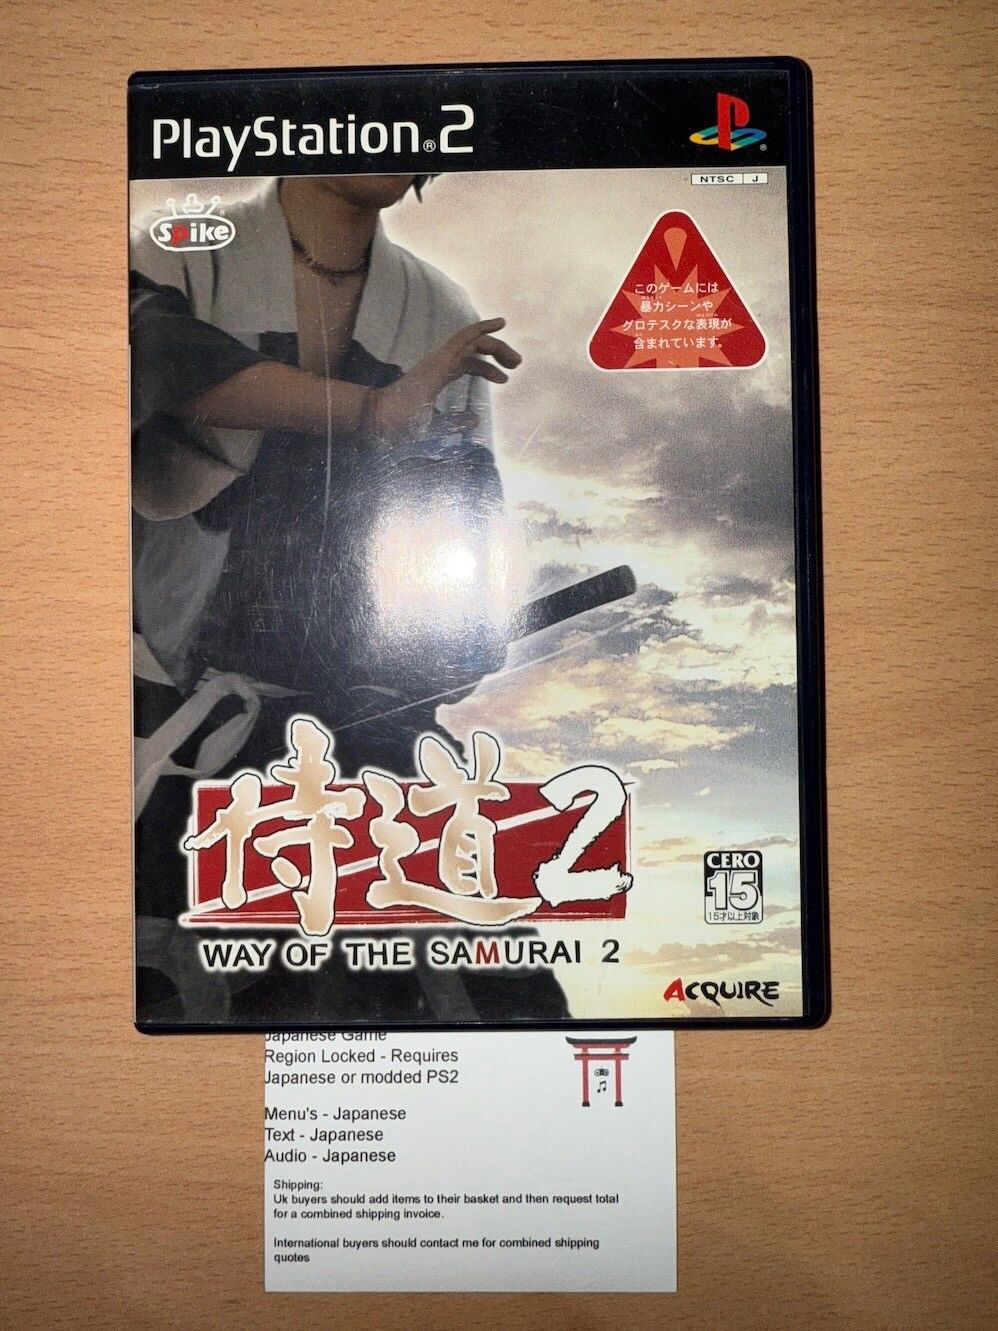 PlayStation®2
NTSC J
Spike
このゲームには
暴力シーンや
グロテスクな表現が
含まれています。
侍道2
WAY OF THE SAMURAI 2
CERO
15
15才以上対象
ACQUIRE
Japanese Game
Region Locked - Requires
Japanese or modded PS2
Menu's - Japanese
Text - Japanese
Audio - Japanese
Shipping:
Uk buyers should add items to their basket and then request total
for a combined shipping invoice.
International buyers should contact me for combined shipping
quotes